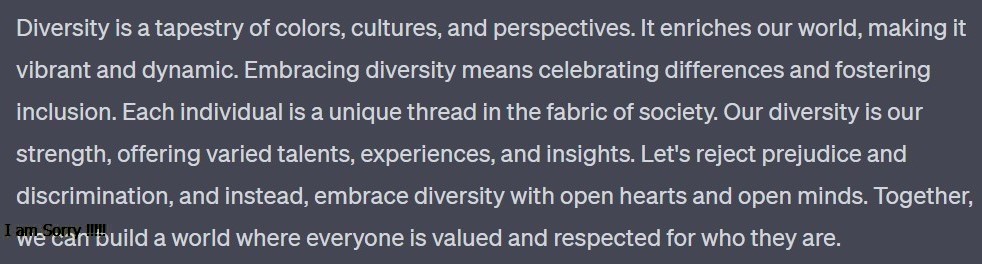 Diversity is a tapestry of colors, cultures, and perspectives. It enriches our world, making it
vibrant and dynamic. Embracing diversity means celebrating differences and fostering
inclusion. Each individual is a unique thread in the fabric of society. Our diversity is our
strength, offering varied talents, experiences, and insights. Let's reject prejudice and
discrimination, and instead, embrace diversity with open hearts and open minds. Together,
I am Sorry !!!!!
we can build a world where everyone is valued and respected for who they are.